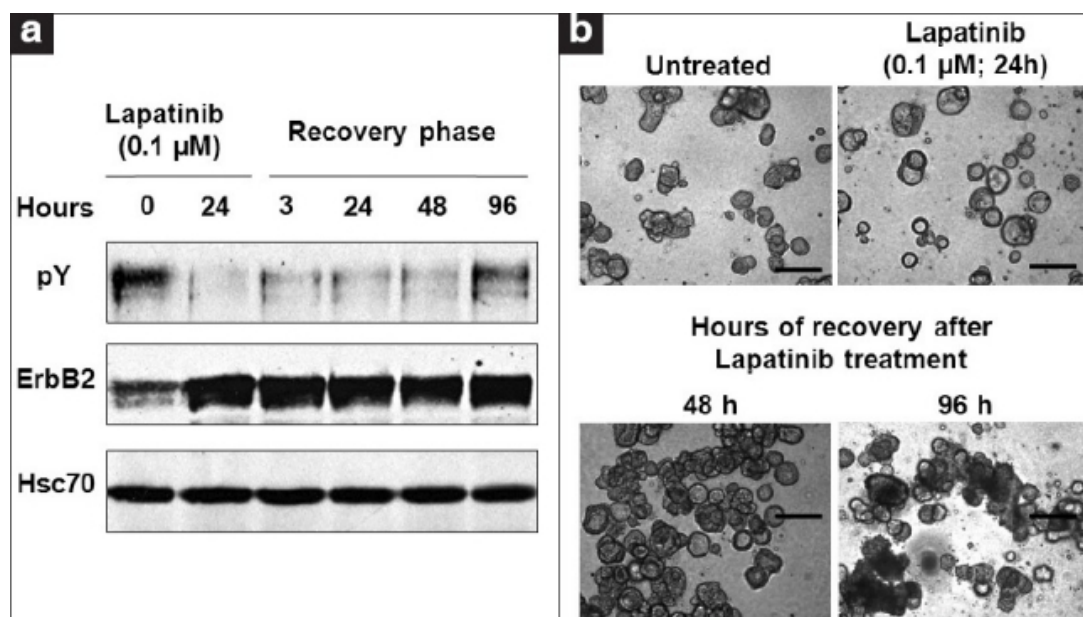 a
Lapatinib
(0.1 µM)
Recovery phase
Hours 0 24 3 24 48 96
pY
ErbB2
Hsc70
b
Untreated
Lapatinib
(0.1 µM; 24h)
Hours of recovery after
Lapatinib treatment
48 h
96 h